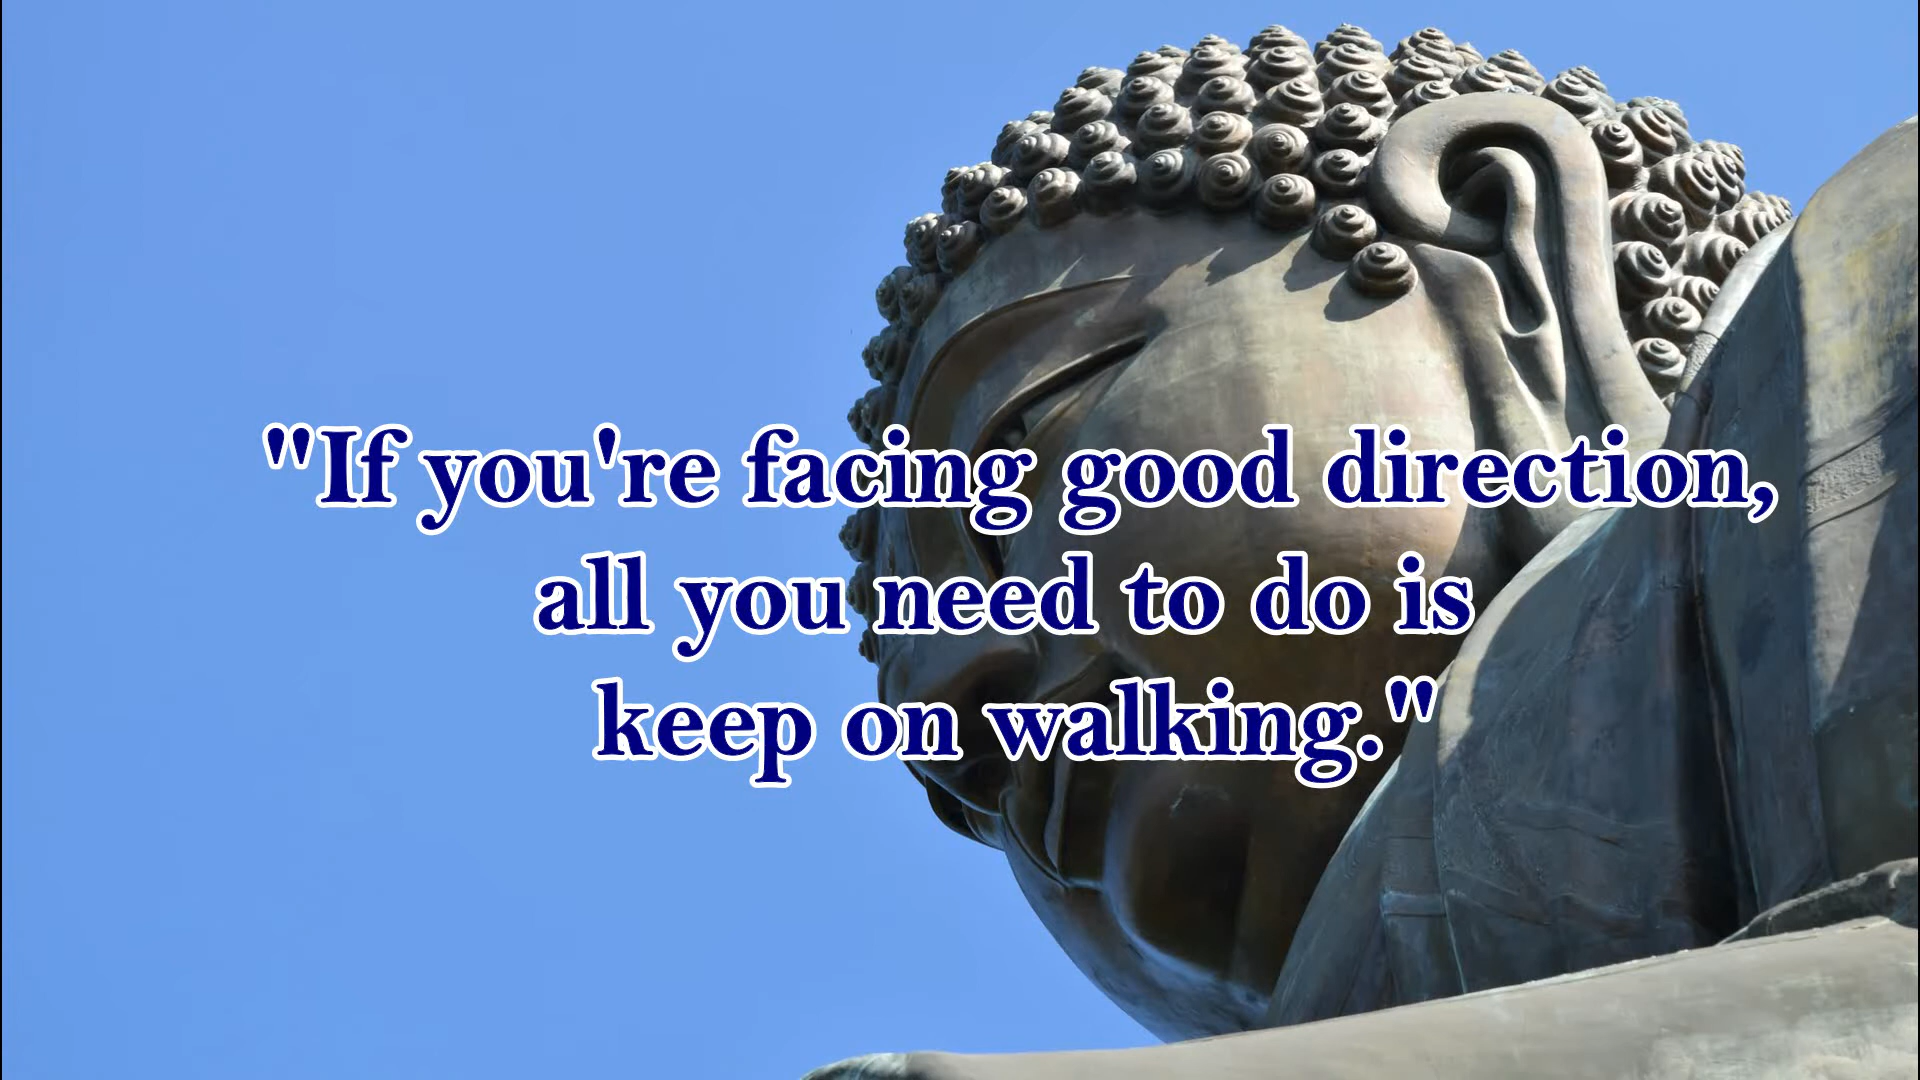 "If you're facing good direction,
all you need to do is
keep on walking."